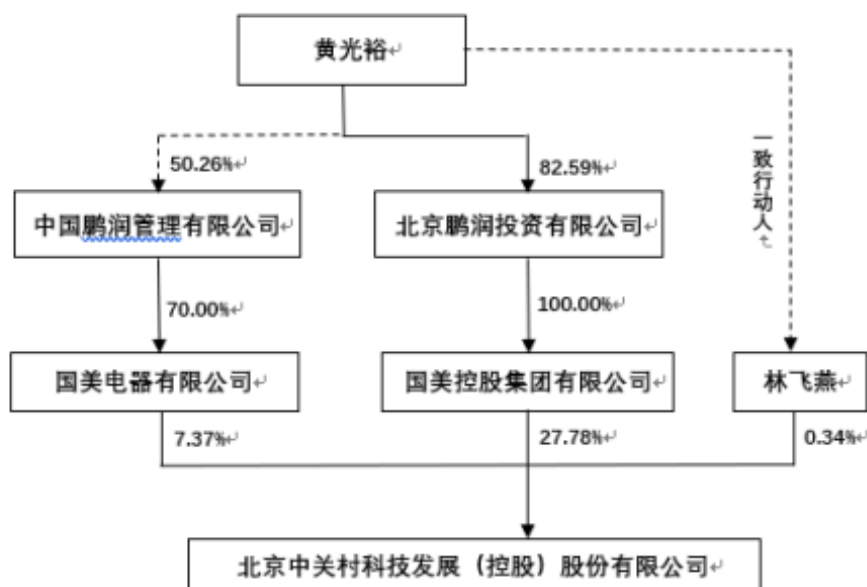 黄光裕
一致行动人
50.26%
82.59%
中国鹏润管理有限公司
北京鹏润投资有限公司
70.00%
100.00%
国美电器有限公司
国美控股集团有限公司
林飞燕
7.37%
27.78%
0.34%
北京中关村科技发展（控股）股份有限公司